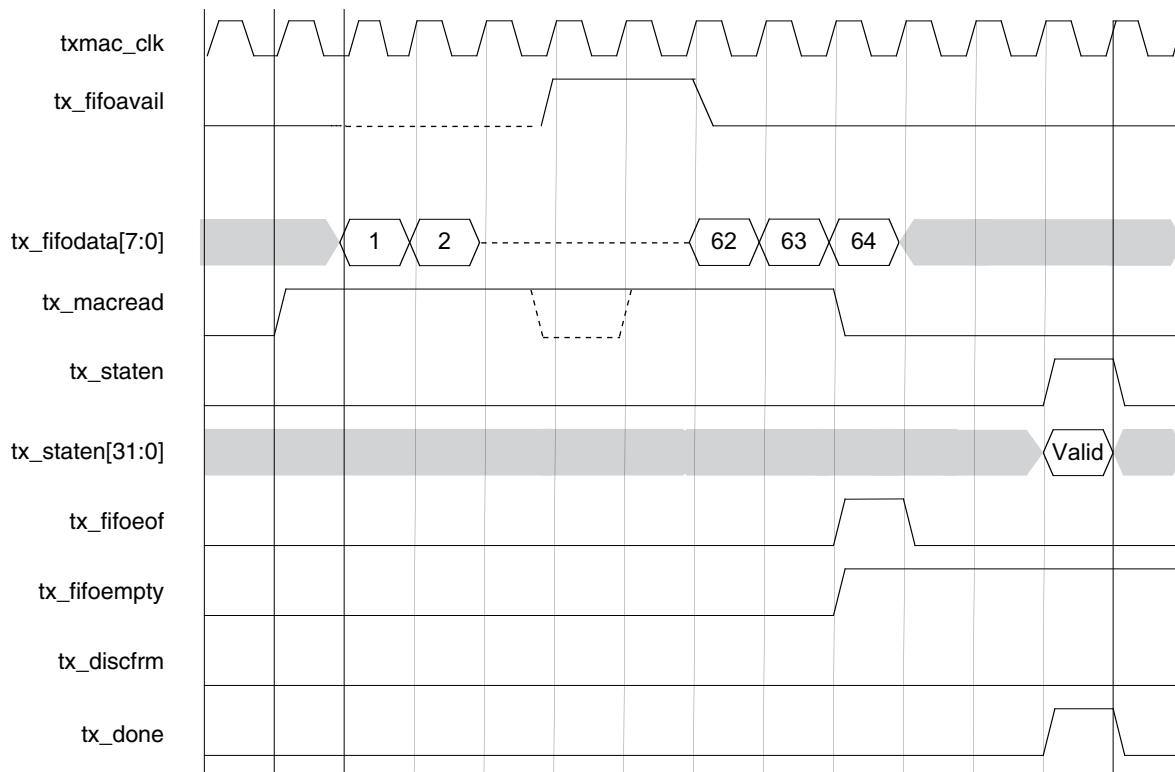 txmac_clk
tx_fifoavail
tx_fifodata[7:0] 1 2 62 63 64
tx_macread
tx_staten
tx_staten[31:0] Valid
tx_fifoeof
tx_fifoempty
tx_discfrm
tx_done